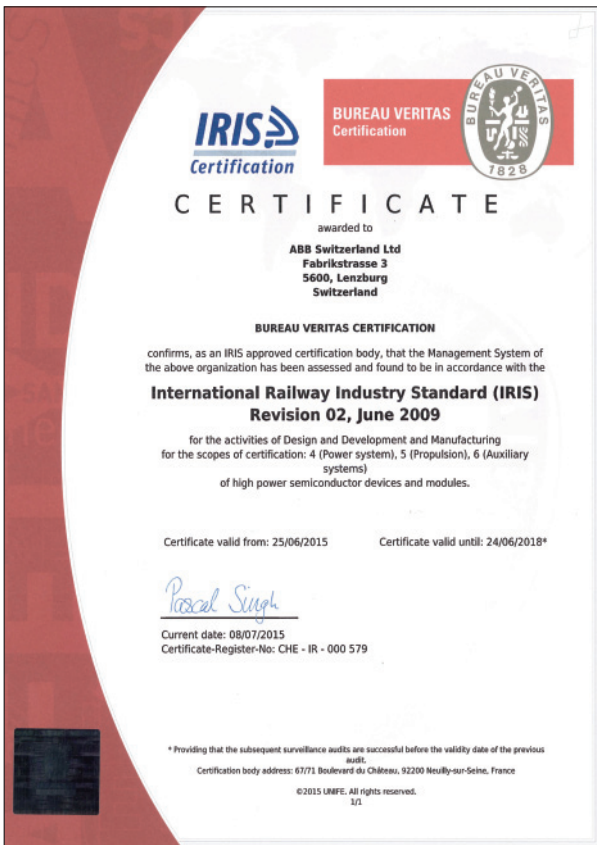 IRIS
Certification
BUREAU VERITAS
Certification
BUREAU VERITAS
1828
CERTIFICATE
awarded to
ABB Switzerland Ltd
Fabrikstrasse 3
5600, Lenzburg
Switzerland
BUREAU VERITAS CERTIFICATION
confirms, as an IRIS approved certification body, that the Management System of
the above organization has been assessed and found to be in accordance with the
International Railway Industry Standard (IRIS)
Revision 02, June 2009
for the activities of Design and Development and Manufacturing
for the scopes of certification: 4 (Power system), 5 (Propulsion), 6 (Auxiliary
systems)
of high power semiconductor devices and modules.
Certificate valid from: 25/06/2015 Certificate valid until: 24/06/2018*
Pascal Singh
Current date: 08/07/2015
Certificate-Register-No: CHE - IR - 000 579
* Providing that the subsequent surveillance audits are successful before the validity date of the previous
audit.
Certification body address: 67/71 Boulevard du Château, 92200 Neuilly-sur-Seine, France
©2015 UNIFE. All rights reserved.
1/1